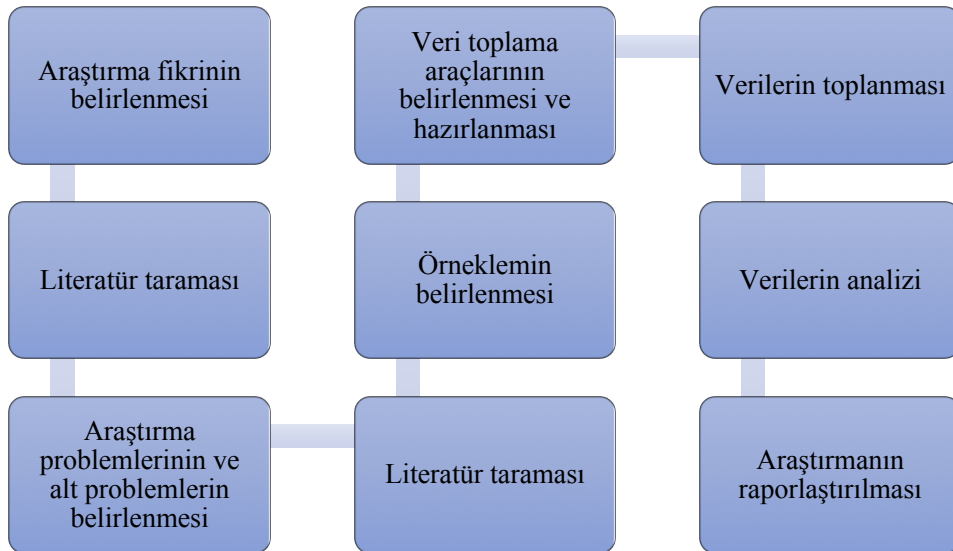 Araştırma fikrinin
belirlenmesi
Literatür taraması
Araştırma
problemlerinin ve
alt problemlerin
belirlenmesi
Literatür taraması
Örneklemin
belirlenmesi
Veri toplama
araçlarının
belirlenmesi ve
hazırlanması
Verilerin toplanması
Verilerin analizi
Araştırmanın
raporlaştırılması